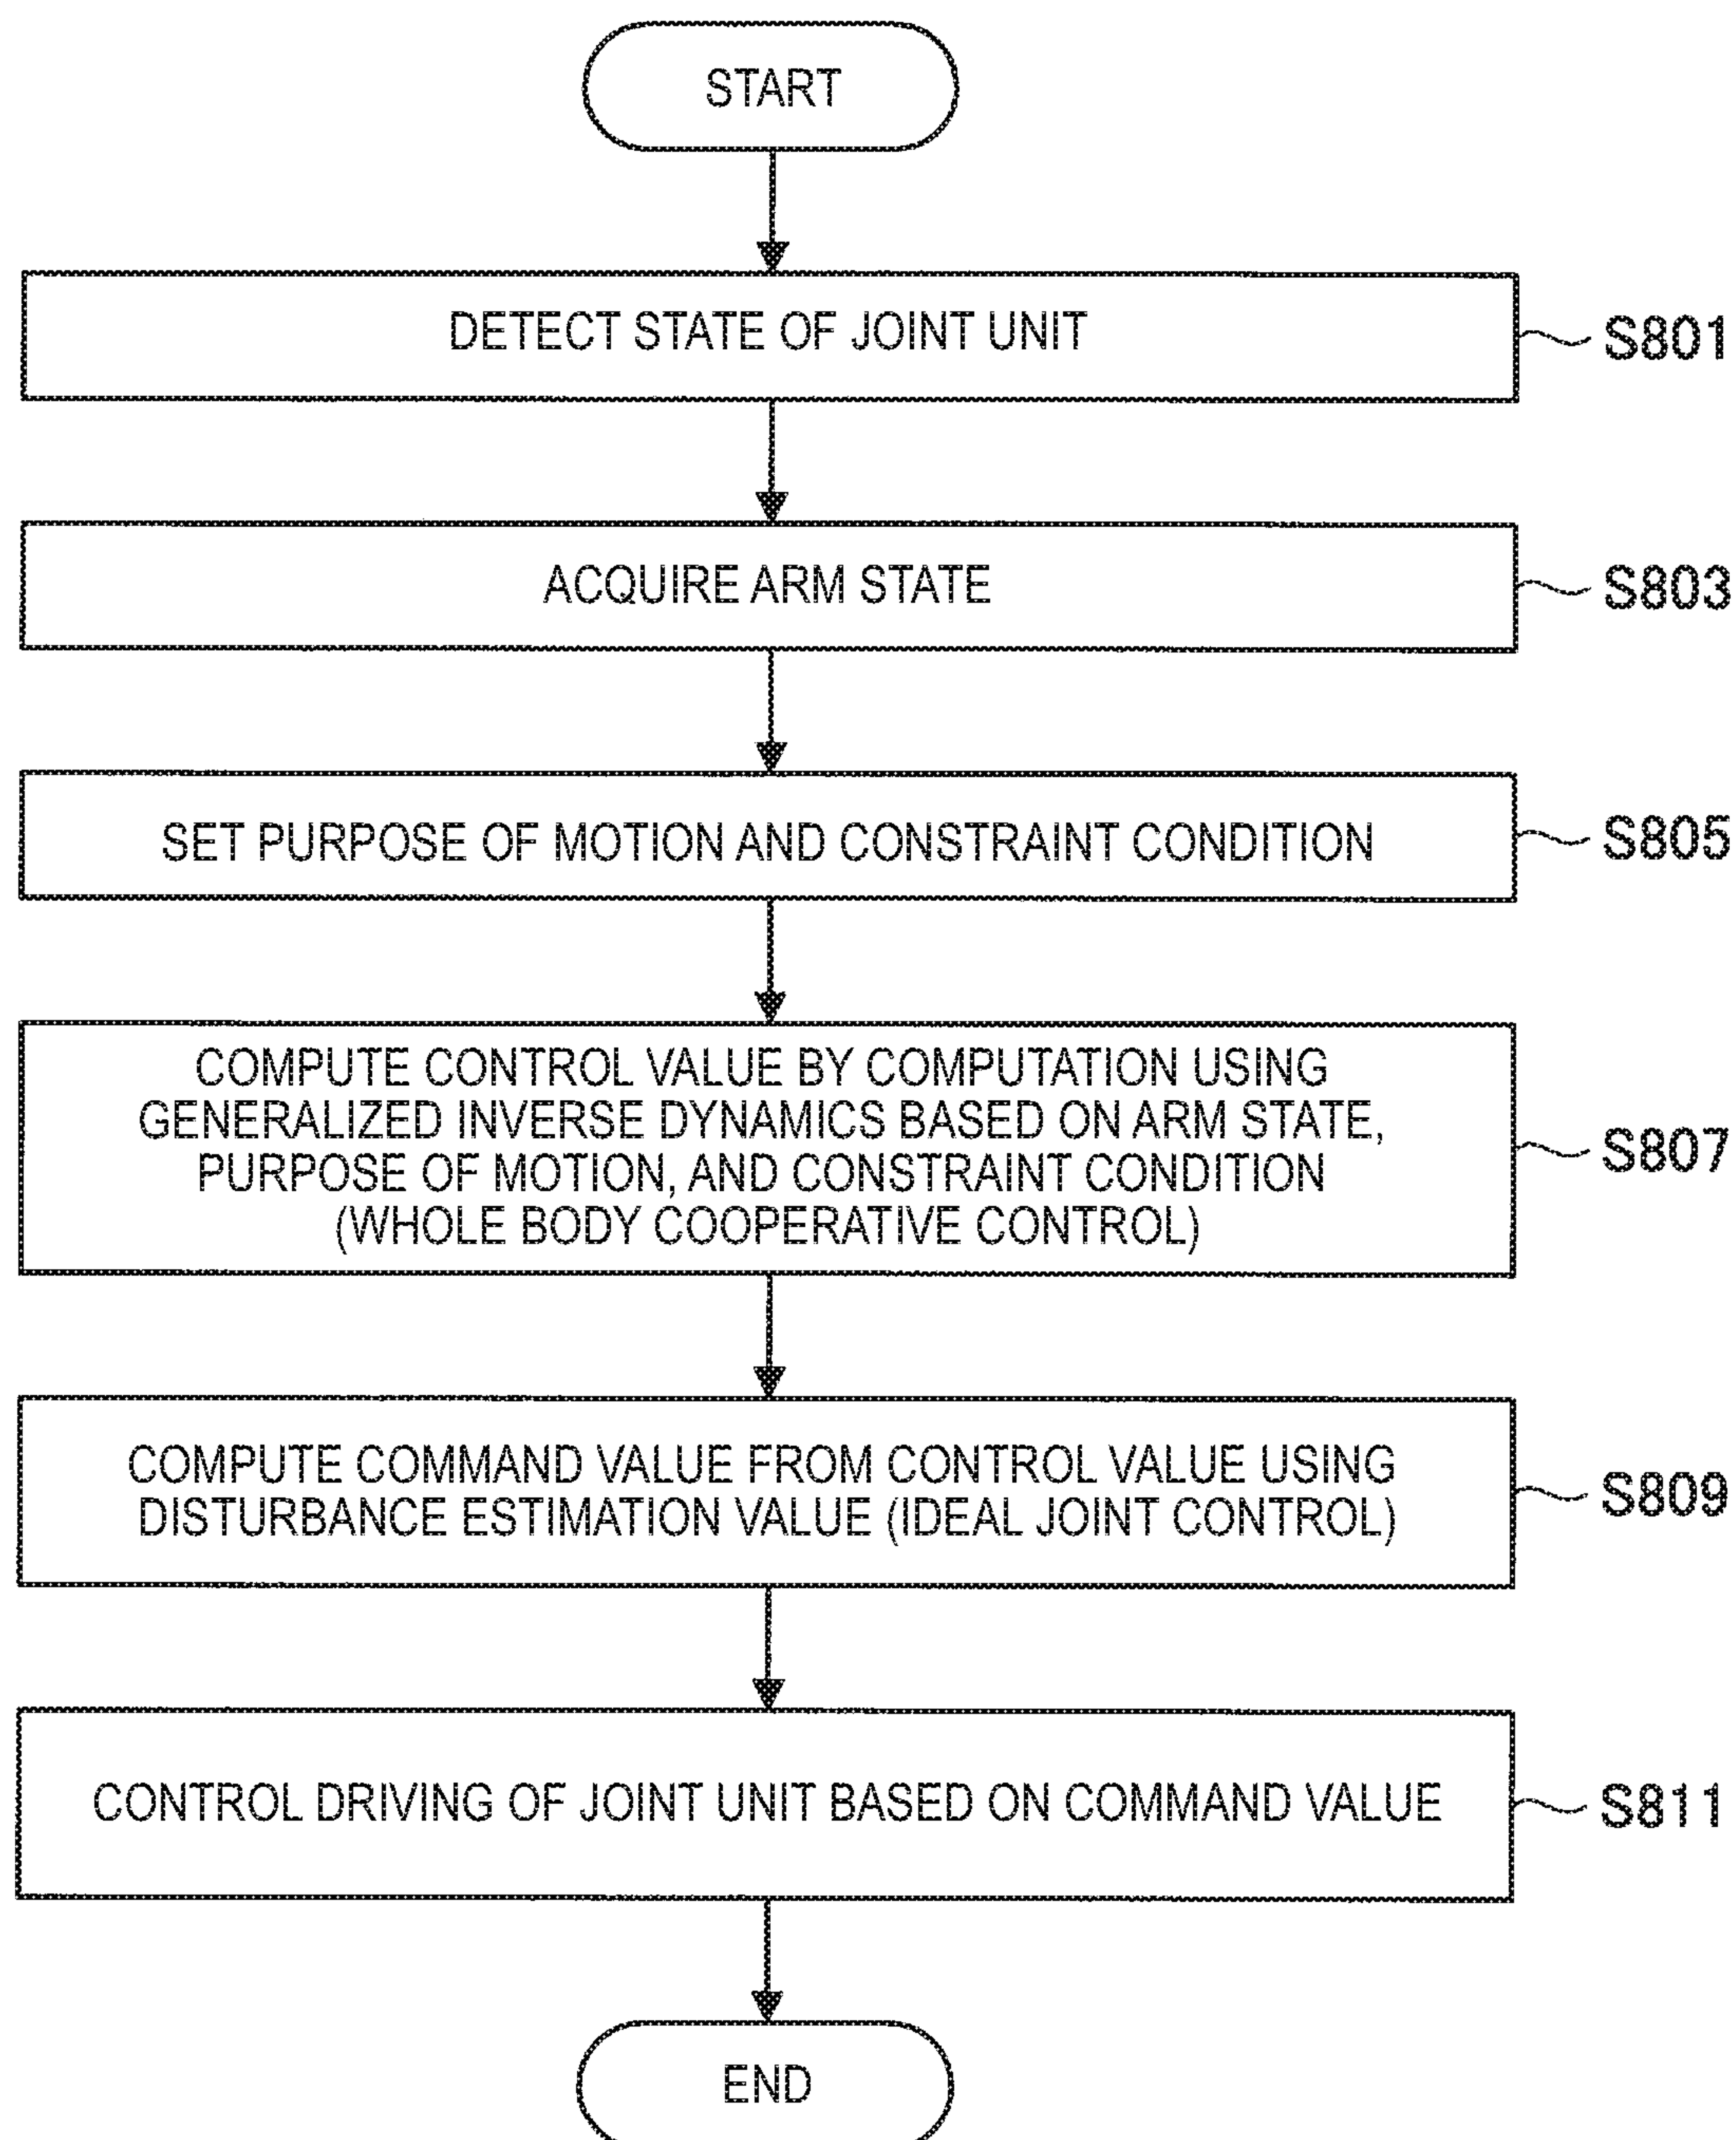 START
DETECT STATE OF JOINT UNIT
S801
ACQUIRE ARM STATE
S803
SET PURPOSE OF MOTION AND CONSTRAINT CONDITION
S805
COMPUTE CONTROL VALUE BY COMPUTATION USING
GENERALIZED INVERSE DYNAMICS BASED ON ARM STATE,
PURPOSE OF MOTION, AND CONSTRAINT CONDITION
(WHOLE BODY COOPERATIVE CONTROL)
S807
COMPUTE COMMAND VALUE FROM CONTROL VALUE USING
DISTURBANCE ESTIMATION VALUE (IDEAL JOINT CONTROL)
S809
CONTROL DRIVING OF JOINT UNIT BASED ON COMMAND VALUE
S811
END